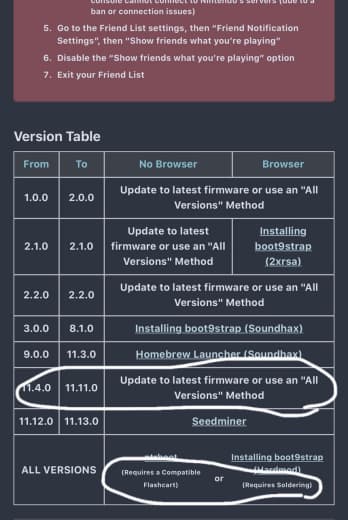 console cannot connect to Nintendo's servers (due to a
ban or connection issues)
5. Go to the Friend List settings, then "Friend Notification
Settings", then "Show friends what you're playing"
6. Disable the "Show friends what you're playing" option
7. Exit your Friend List
Version Table
From To No Browser Browser
1.0.0 2.0.0 Update to latest firmware or use an "All
Versions" Method
2.1.0 2.1.0 Update to latest
firmware or use an "All
Versions" Method
Installing
boot9strap
(2xrsa)
2.2.0 2.2.0 Update to latest firmware or use an "All
Versions" Method
3.0.0 8.1.0 Installing boot9strap (Soundhax)
9.0.0 11.3.0 Homebrew Launcher (Soundhax)
11.4.0 11.11.0 Update to latest firmware or use an "All
Versions" Method
11.12.0 11.13.0 Seedminer
ALL VERSIONS
ntrboot
(Requires a Compatible
Flashcart)
or
Installing boot9strap
(Hardmod)
(Requires Soldering)